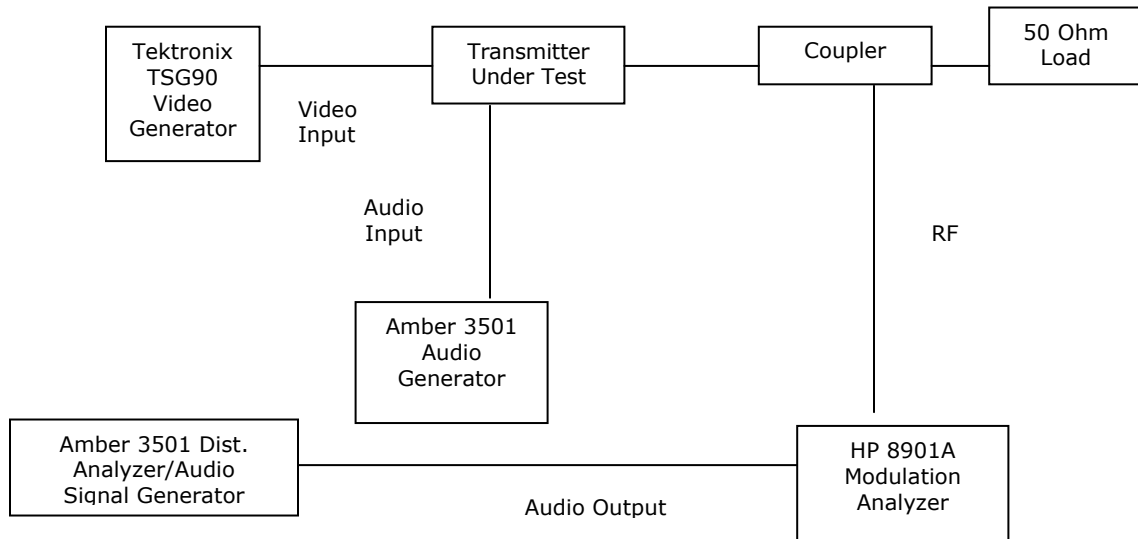 Tektronix
TSG90
Video
Generator
Video
Input
Transmitter
Under Test
Coupler
50 Ohm
Load
Audio
Input
RF
Amber 3501
Audio
Generator
Amber 3501 Dist.
Analyzer/Audio
Signal Generator
Audio Output
HP 8901A
Modulation
Analyzer